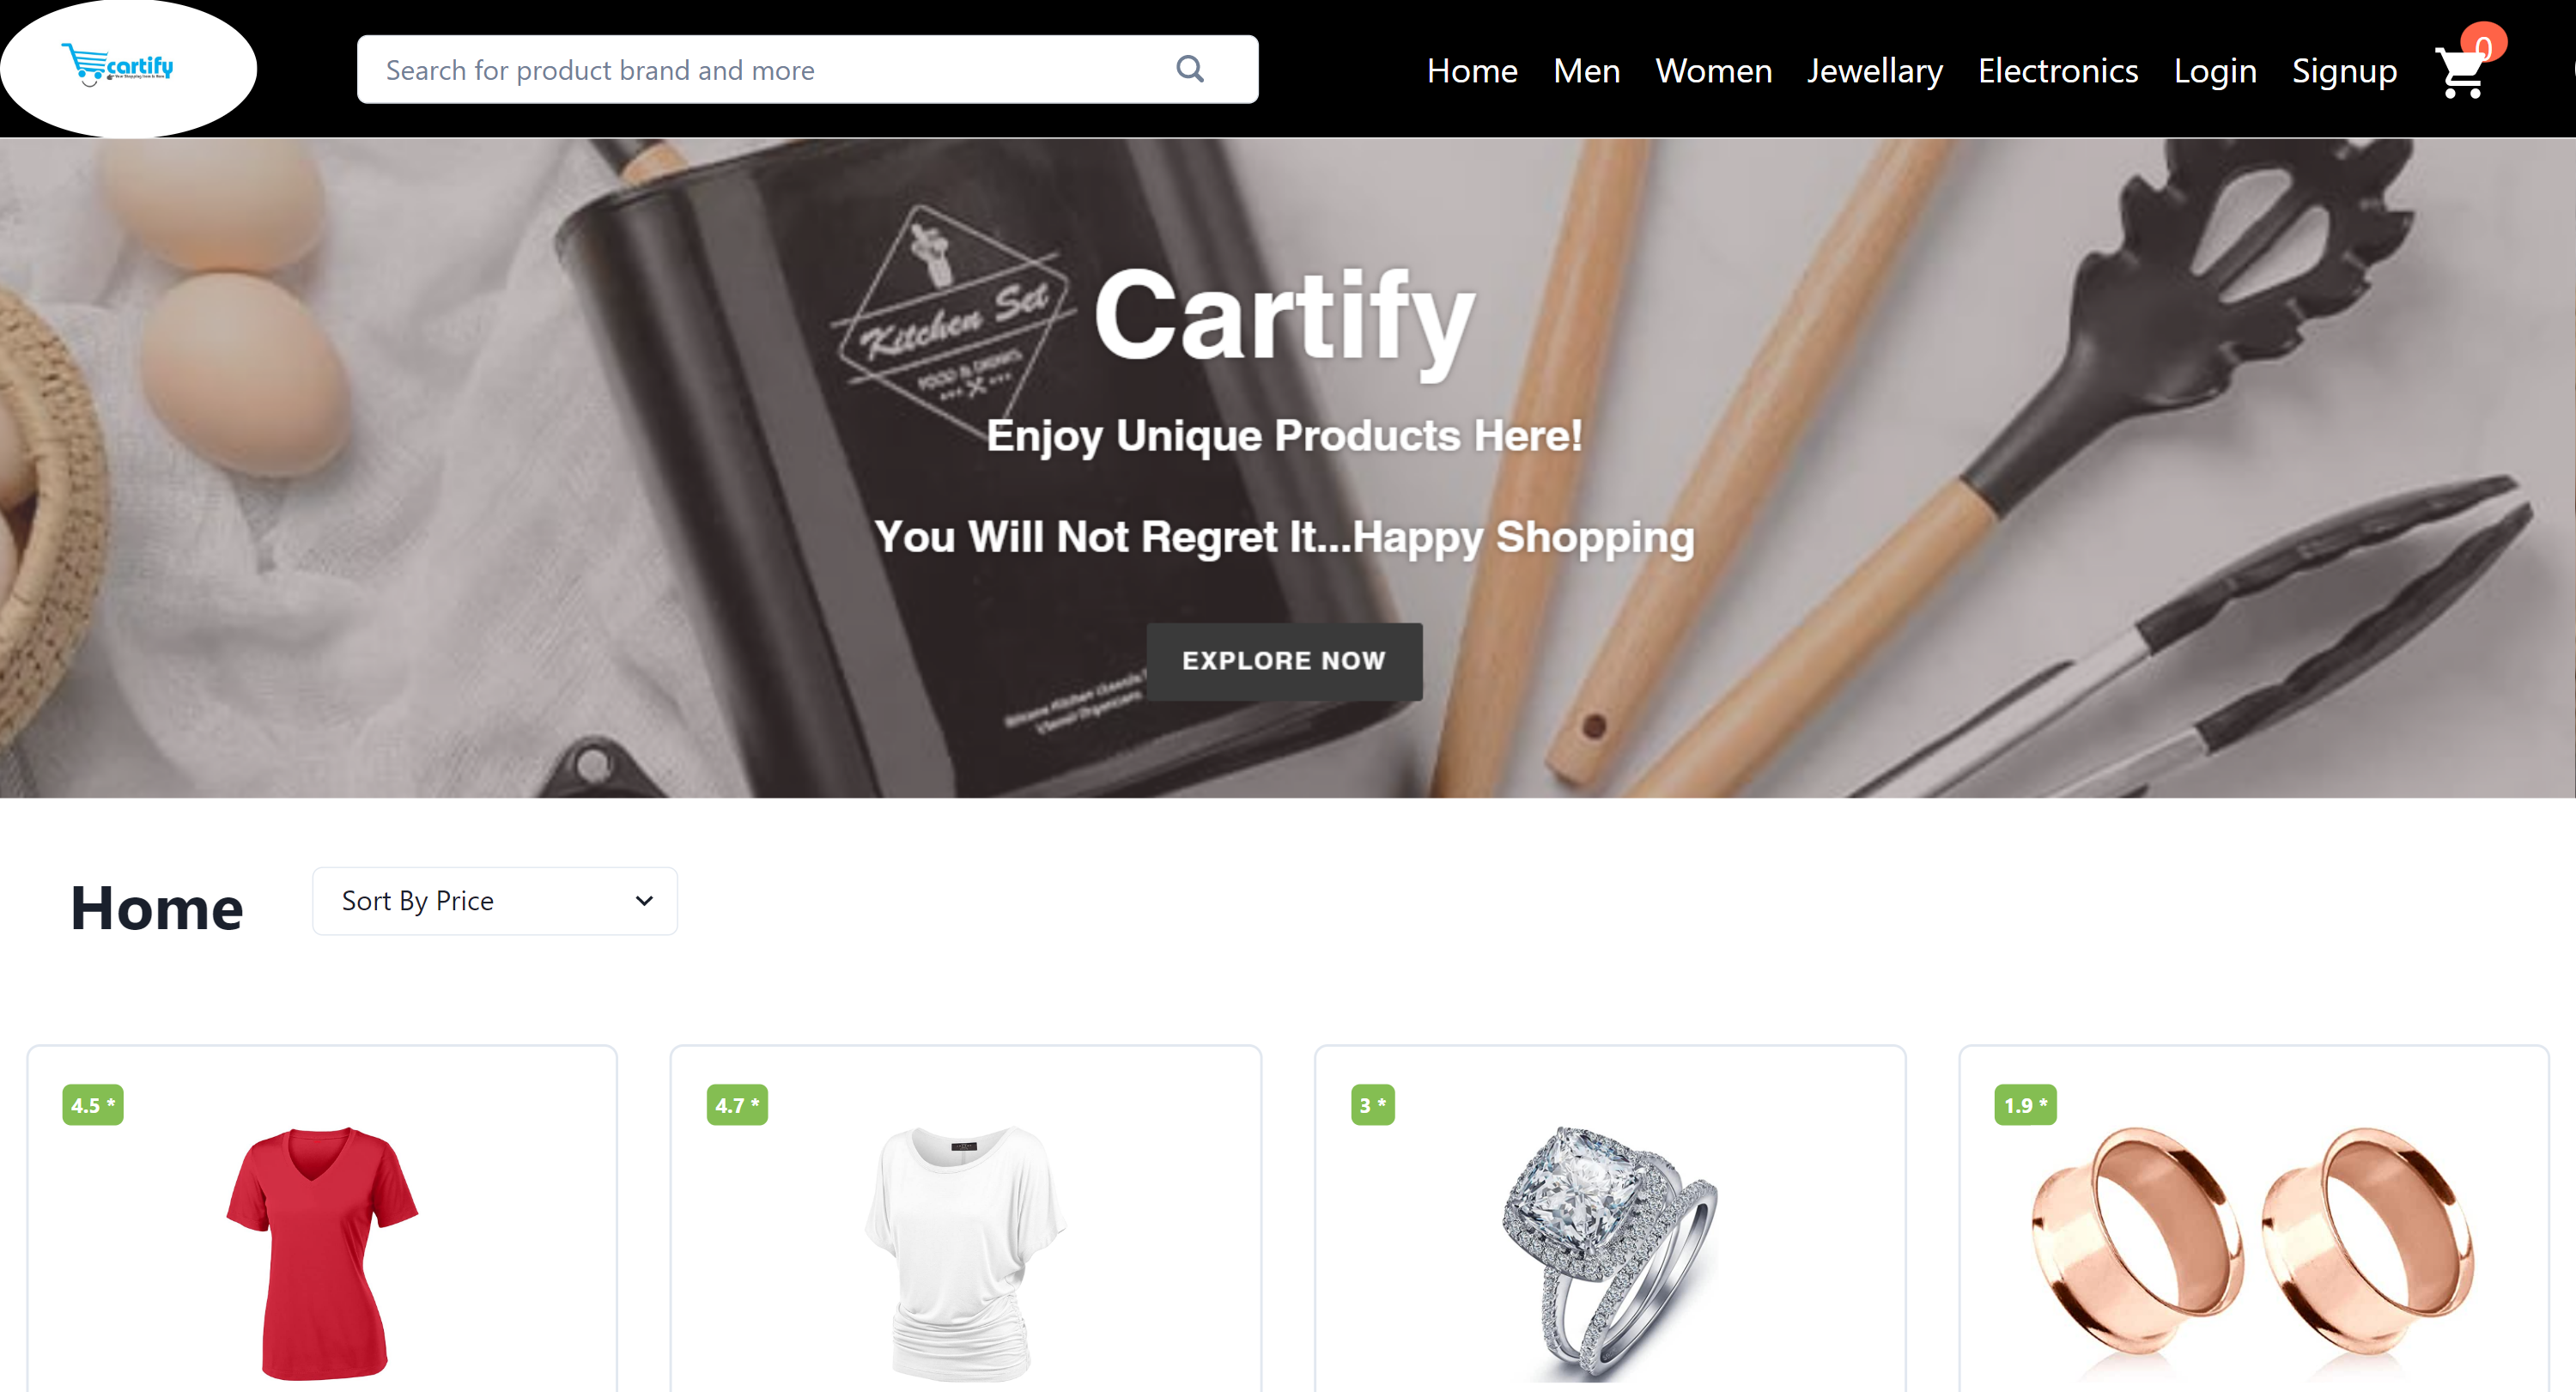 cartify
Search for product brand and more
Home Men Women Jewellary Electronics Login Signup
0
Kitchen Set
FOOD & DRINKS
Cartify
Enjoy Unique Products Here!
You Will Not Regret It...Happy Shopping
EXPLORE NOW
Home
Sort By Price
4.5 *
4.7 *
3 *
1.9 *